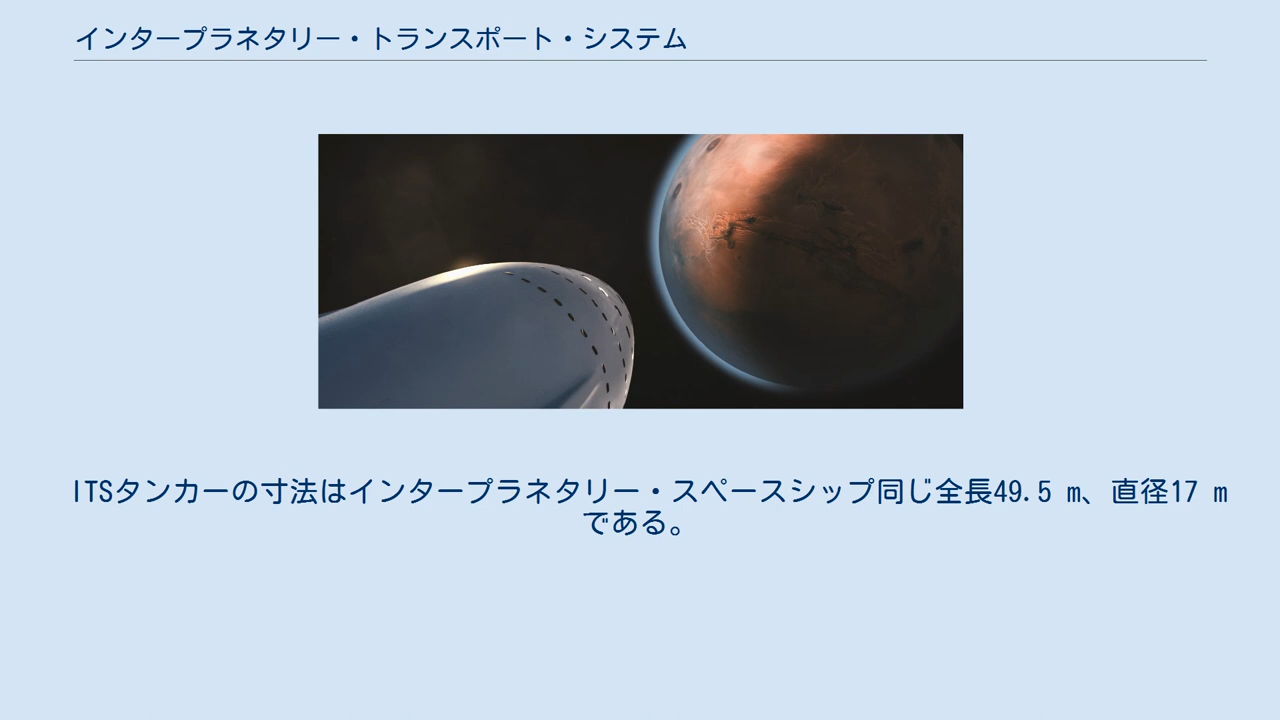 インタープラネタリー・トランスポート・システム
ITSタンカーの寸法はインタープラネタリー・スペースシップ同じ全長49.5 m、直径17 m
である。